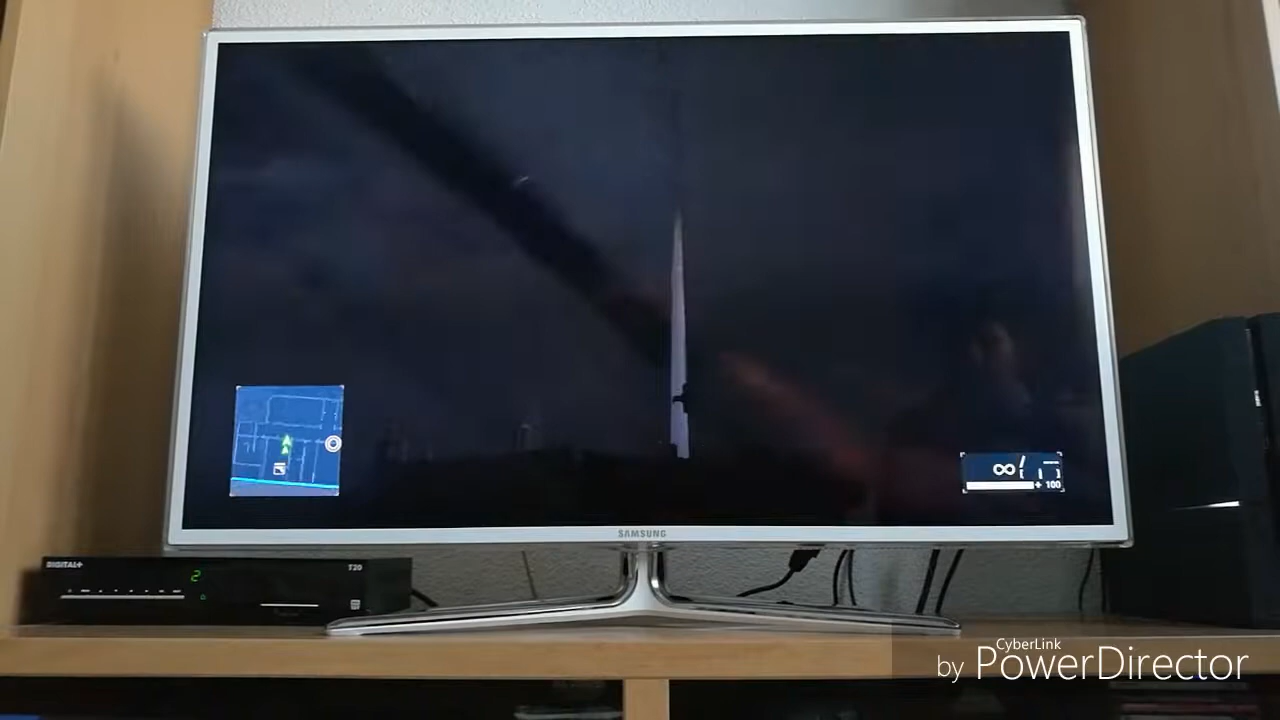 ∞
+ 100
SAMSUNG
DIGITAL+
2
T20
CyberLink
by PowerDirector